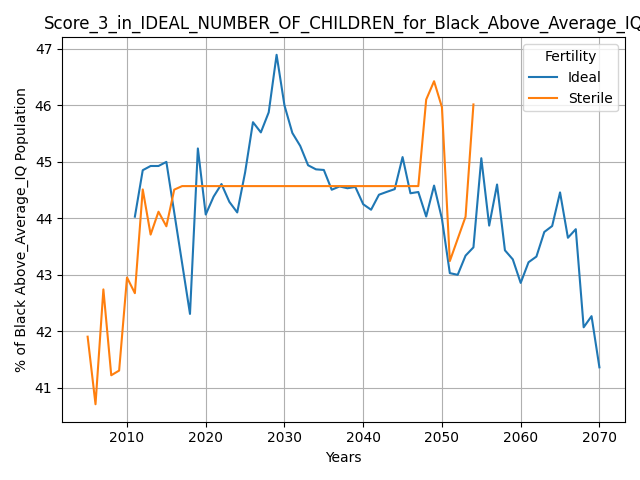 Score_3_in_IDEAL_NUMBER_OF_CHILDREN_for_Black_Above_Average_IQ
47
46
45
44
43
42
41
% of Black Above_Average_IQ Population
Fertility
Ideal
Sterile
2010 2020 2030 2040 2050 2060 2070
Years